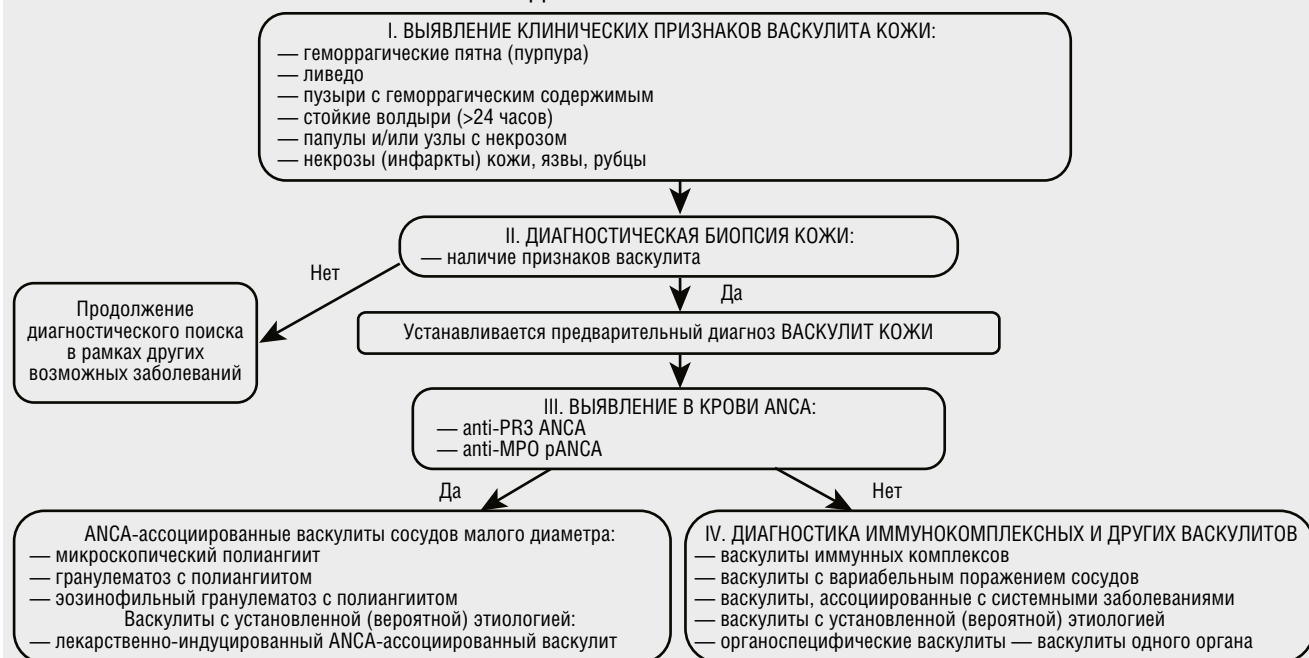 I. ВЫЯВЛЕНИЕ КЛИНИЧЕСКИХ ПРИЗНАКОВ ВАСКУЛИТА КОЖИ:
— геморрагические пятна (пурпура)
— ливедо
— пузыри с геморрагическим содержимым
— стойкие волдыри (>24 часов)
— папулы и/или узлы с некрозом
— некрозы (инфаркты) кожи, язвы, рубцы
II. ДИАГНОСТИЧЕСКАЯ БИОПСИЯ КОЖИ:
— наличие признаков васкулита
Нет
Да
Продолжение
диагностического поиска
в рамках других
возможных заболеваний
Устанавливается предварительный диагноз ВАСКУЛИТ КОЖИ
III. ВЫЯВЛЕНИЕ В КРОВИ ANCA:
— anti-PR3 ANCA
— anti-MPO pANCA
Да
Нет
ANCA-ассоциированные васкулиты сосудов малого диаметра:
— микроскопический полиангиит
— гранулематоз с полиангиитом
— эозинофильный гранулематоз с полиангиитом
Васкулиты с установленной (вероятной) этиологией:
— лекарственно-индуцированный ANCA-ассоциированный васкулит
IV. ДИАГНОСТИКА ИММУНОКОМПЛЕКСНЫХ И ДРУГИХ ВАСКУЛИТОВ
— васкулиты иммунных комплексов
— васкулиты с вариабельным поражением сосудов
— васкулиты, ассоциированные с системными заболеваниями
— васкулиты с установленной (вероятной) этиологией
— органоспецифические васкулиты — васкулиты одного органа